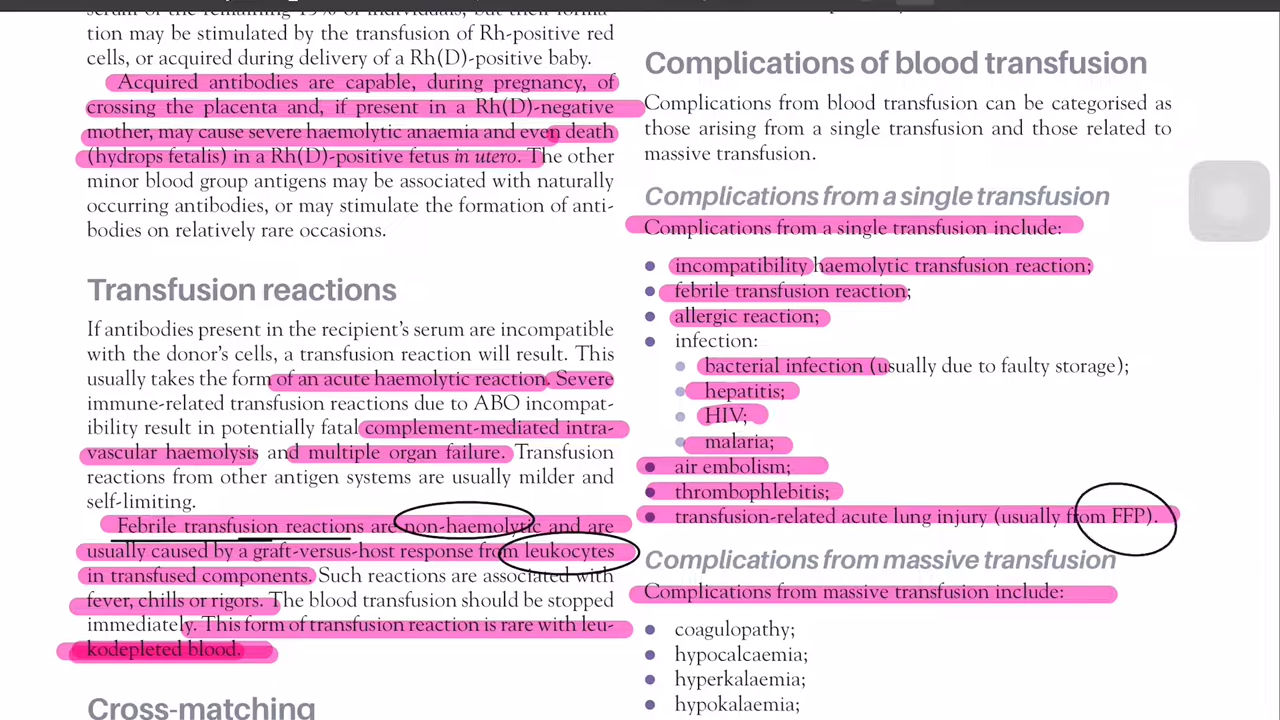 serum of the remaining 15% of individuals, but their forma-
tion may be stimulated by the transfusion of Rh-positive red
cells, or acquired during delivery of a Rh(D)-positive baby.
Acquired antibodies are capable, during pregnancy, of
crossing the placenta and, if present in a Rh(D)-negative
mother, may cause severe haemolytic anaemia and even death
(hydrops fetalis) in a Rh(D)-positive fetus in utero. The other
minor blood group antigens may be associated with naturally
occurring antibodies, or may stimulate the formation of anti-
bodies on relatively rare occasions.
Transfusion reactions
If antibodies present in the recipient's serum are incompatible
with the donor's cells, a transfusion reaction will result. This
usually takes the form of an acute haemolytic reaction. Severe
immune-related transfusion reactions due to ABO incompat-
ibility result in potentially fatal complement-mediated intra-
vascular haemolysis and multiple organ failure. Transfusion
reactions from other antigen systems are usually milder and
self-limiting.
Febrile transfusion reactions are non-haemolytic and are
usually caused by a graft-versus-host response from leukocytes
in transfused components. Such reactions are associated with
fever, chills or rigors. The blood transfusion should be stopped
immediately. This form of transfusion reaction is rare with leu-
kodepleted blood.
Cross-matching
Complications of blood transfusion
Complications from blood transfusion can be categorised as
those arising from a single transfusion and those related to
massive transfusion.
Complications from a single transfusion
Complications from a single transfusion include:
● incompatibility haemolytic transfusion reaction;
● febrile transfusion reaction;
● allergic reaction;
● infection:
● bacterial infection (usually due to faulty storage);
● hepatitis;
● HIV;
● malaria;
● air embolism;
● thrombophlebitis;
● transfusion-related acute lung injury (usually from FFP).
Complications from massive transfusion
Complications from massive transfusion include:
● coagulopathy;
● hypocalcaemia;
● hyperkalaemia;
● hypokalaemia;